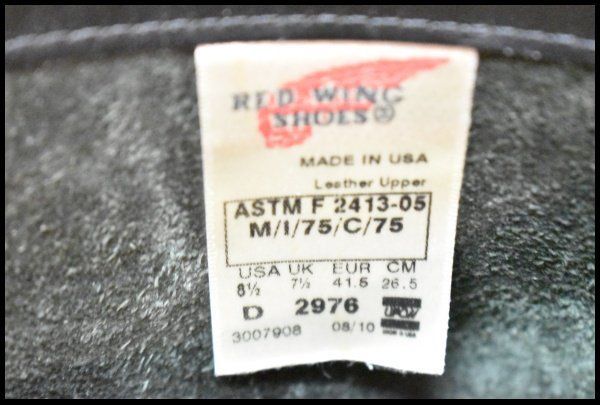 RED WING
SHOES®
MADE IN USA
Leather Upper
ASTM F 2413-05
M/I/75/C/75
USA UK EUR CM
8½ 7½ 41.5 26.5
D 2976
3007908 08/10